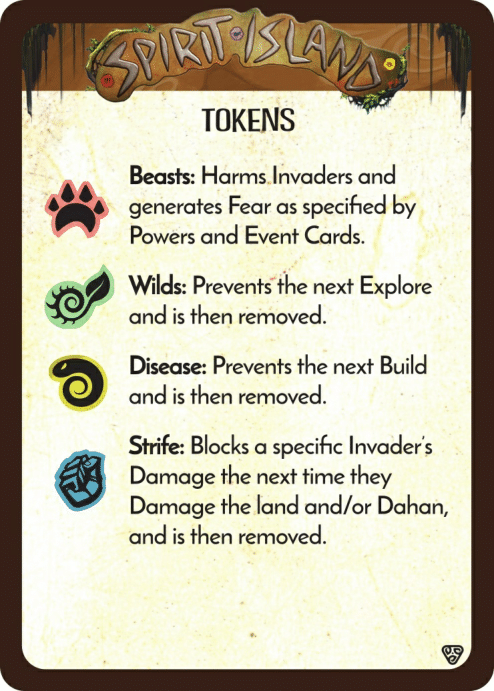 SPIRIT ISLAND
TOKENS
Beasts: Harms Invaders and
generates Fear as specified by
Powers and Event Cards.
Wilds: Prevents the next Explore
and is then removed.
Disease: Prevents the next Build
and is then removed.
Strife: Blocks a specific Invader's
Damage the next time they
Damage the land and/or Dahan,
and is then removed.